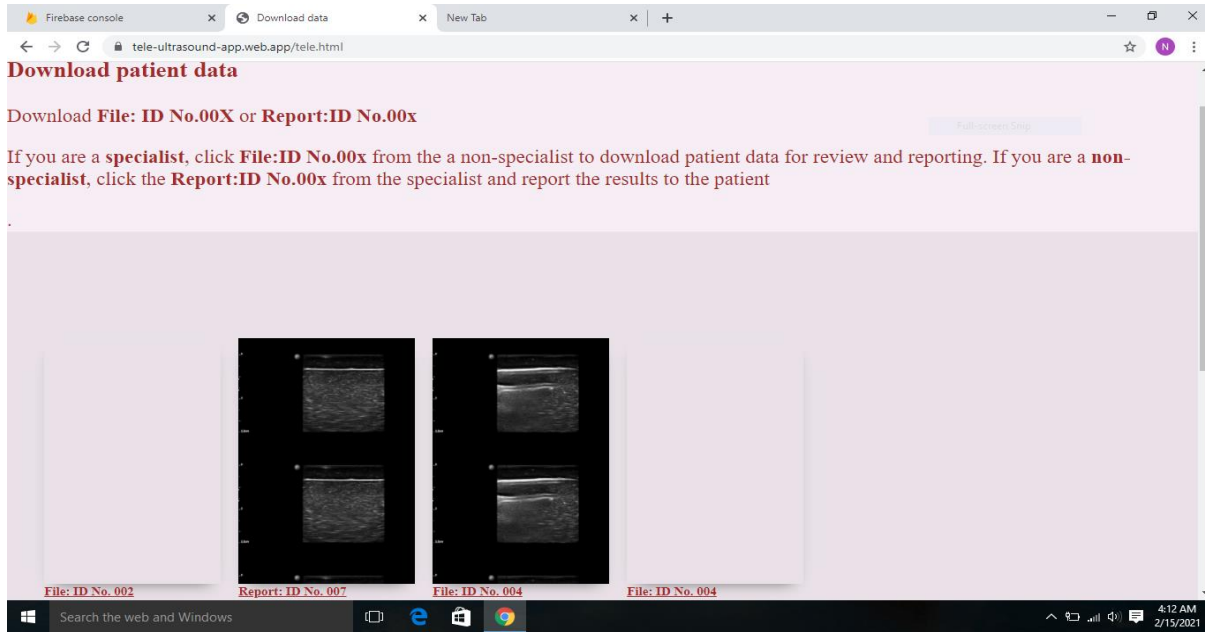 Firebase console
Download data
New Tab
tele-ultrasound-app.web.app/tele.html
N
Download patient data
Download File: ID No.00X or Report:ID No.00x
Full-screen Snip
If you are a specialist, click File:ID No.00x from the a non-specialist to download patient data for review and reporting. If you are a non-
specialist, click the Report:ID No.00x from the specialist and report the results to the patient
.
File: ID No. 002
Report: ID No. 007
File: ID No. 004
File: ID No. 004
Search the web and Windows
4:12 AM
2/15/2021